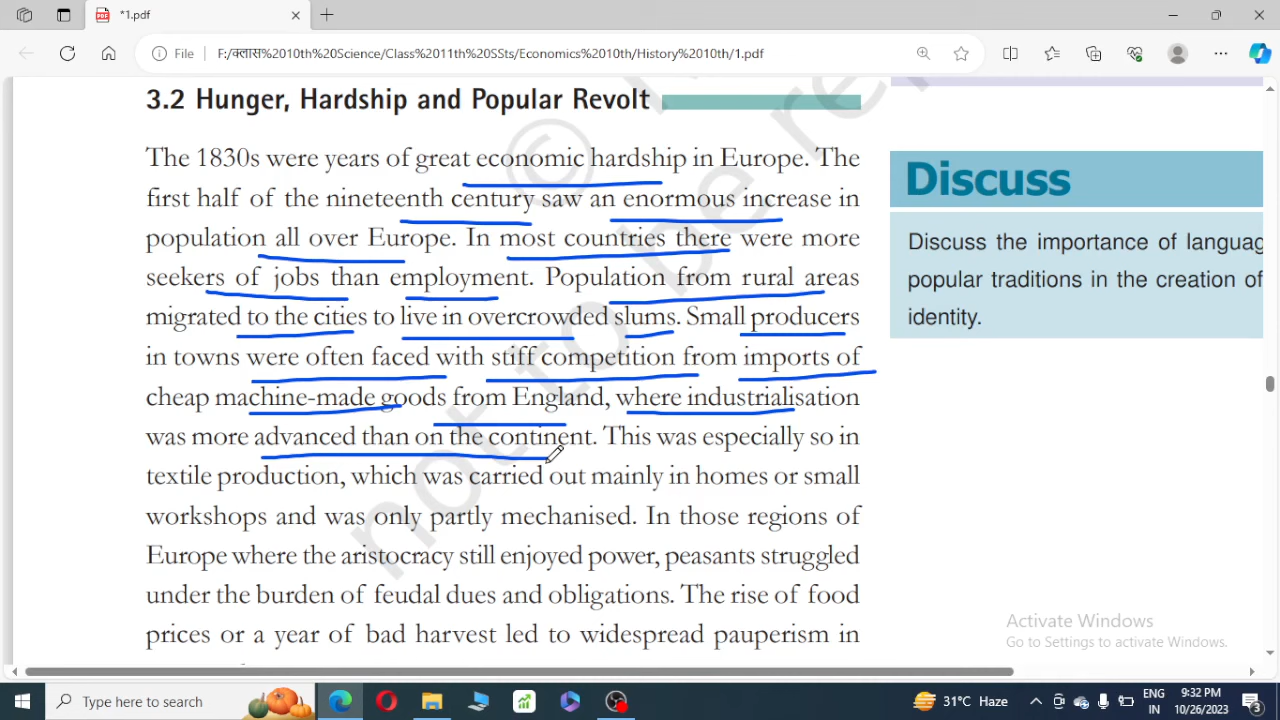 *1.pdf
File
F:/क्लास%2010th%20Science/Class%2011th%20SSts/Economics%2010th/History%2010th/1.pdf
3.2 Hunger, Hardship and Popular Revolt
The 1830s were years of great economic hardship in Europe. The
first half of the nineteenth century saw an enormous increase in
population all over Europe. In most countries there were more
seekers of jobs than employment. Population from rural areas
migrated to the cities to live in overcrowded slums. Small producers
in towns were often faced with stiff competition from imports of
cheap machine-made goods from England, where industrialisation
was more advanced than on the continent. This was especially so in
textile production, which was carried out mainly in homes or small
workshops and was only partly mechanised. In those regions of
Europe where the aristocracy still enjoyed power, peasants struggled
under the burden of feudal dues and obligations. The rise of food
prices or a year of bad harvest led to widespread pauperism in
©
not to be re
Discuss
Discuss the importance of languag
popular traditions in the creation of
identity.
Activate Windows
Go to Settings to activate Windows.
Type here to search
31°C Haze
ENG
IN
9:32 PM
10/26/2023
3